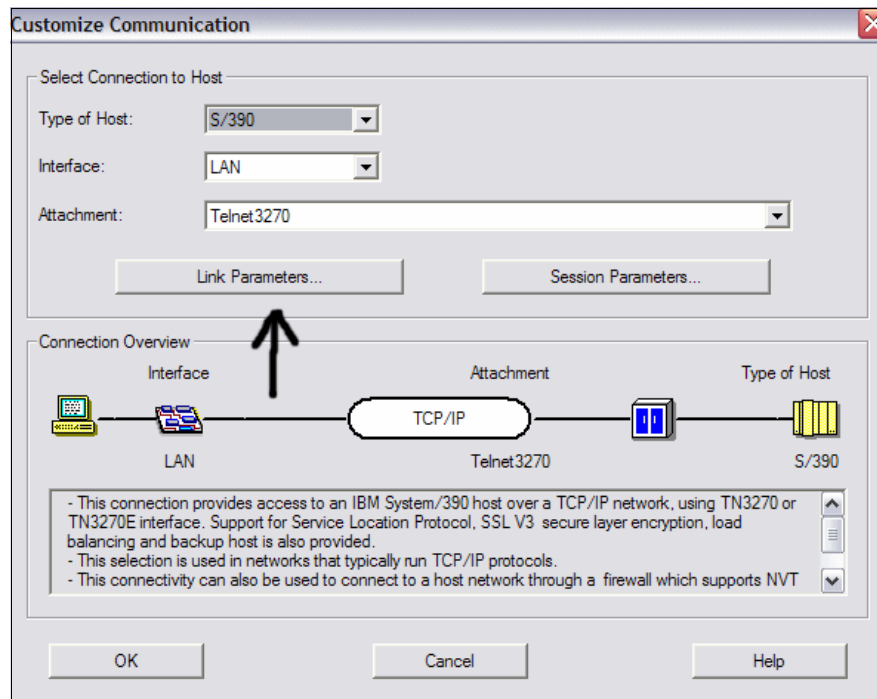 Customize Communication
Select Connection to Host
Type of Host: S/390
Interface: LAN
Attachment: Telnet3270
Link Parameters... Session Parameters...
Connection Overview
Interface Attachment Type of Host
TCP/IP
LAN Telnet3270 S/390
- This connection provides access to an IBM System/390 host over a TCP/IP network, using TN3270 or
TN3270E interface. Support for Service Location Protocol, SSL V3 secure layer encryption, load
balancing and backup host is also provided.
- This selection is used in networks that typically run TCP/IP protocols.
- This connectivity can also be used to connect to a host network through a firewall which supports NVT
OK Cancel Help